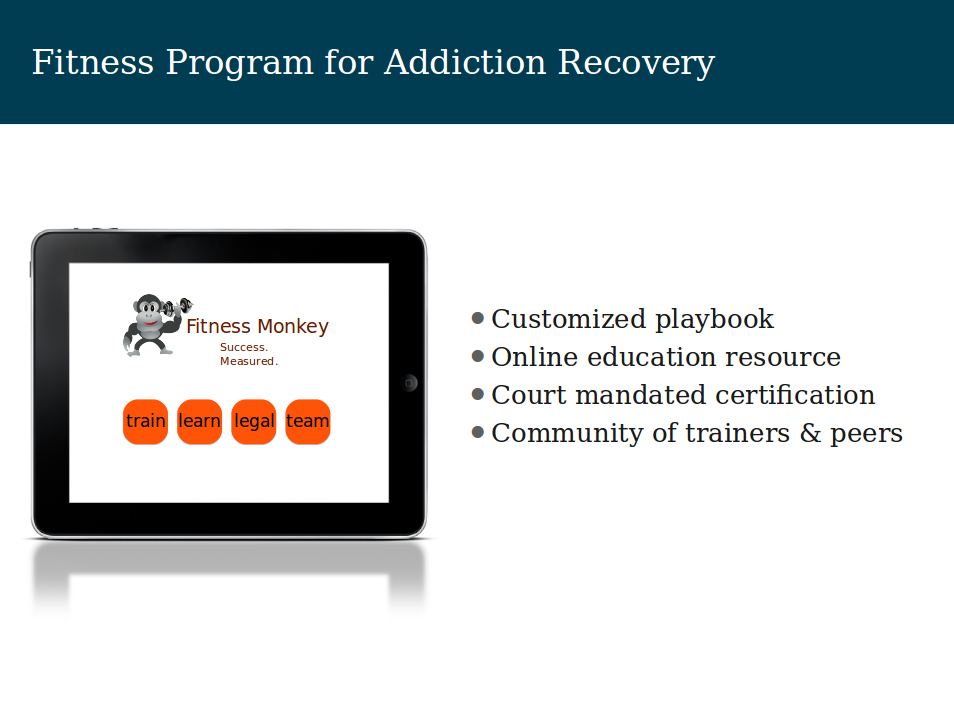 Fitness Program for Addiction Recovery
Fitness Monkey
Success.
Measured.
train learn legal team
• Customized playbook
• Online education resource
• Court mandated certification
• Community of trainers & peers